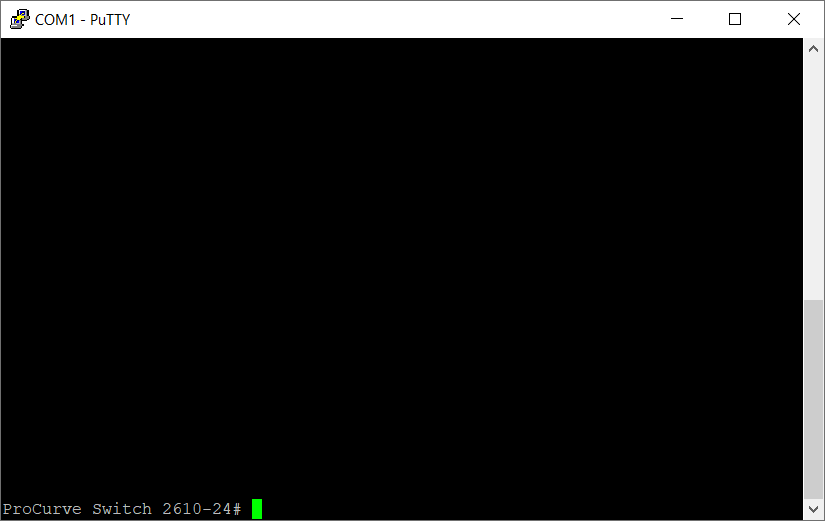 COM1 - PuTTY
ProCurve Switch 2610-24#